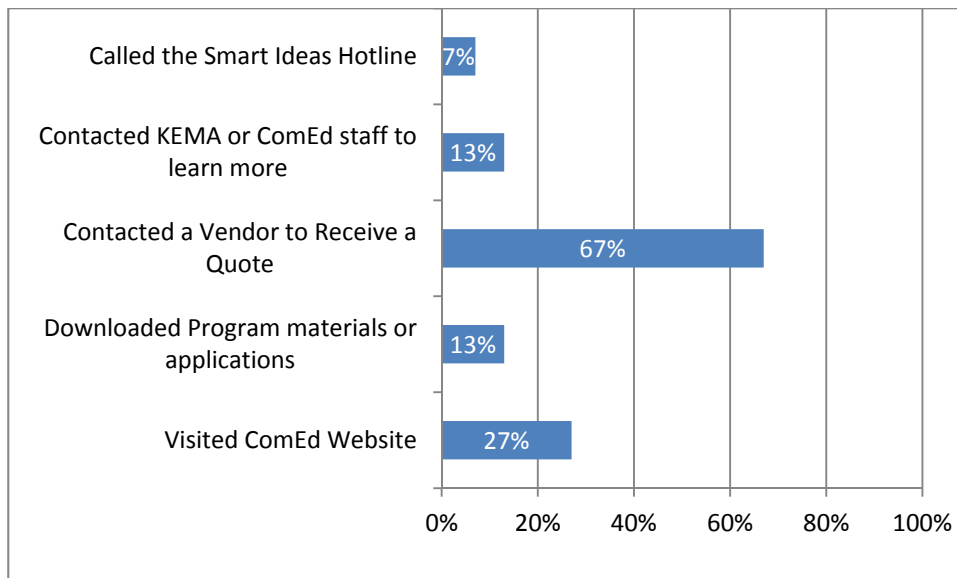 Called the Smart Ideas Hotline
7%
Contacted KEMA or ComEd staff to
learn more
13%
Contacted a Vendor to Receive a
Quote
67%
Downloaded Program materials or
applications
13%
Visited ComEd Website
27%
0% 20% 40% 60% 80% 100%